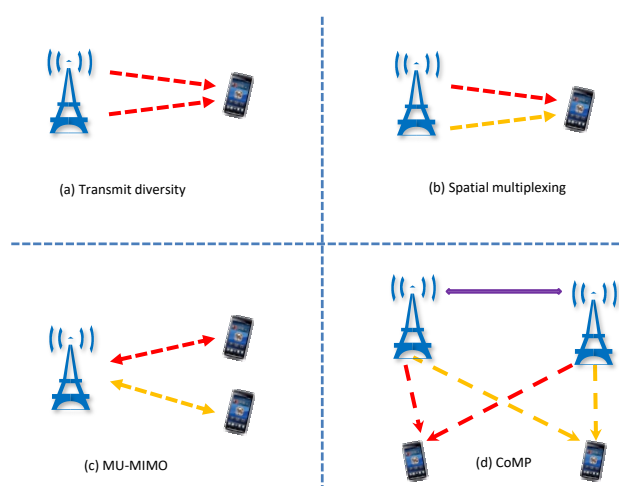 (a) Transmit diversity
(b) Spatial multiplexing
(c) MU-MIMO
(d) CoMP